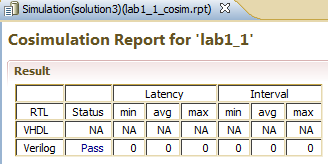 Simulation(solution3)(lab1_1_cosim.rpt)
Cosimulation Report for 'lab1_1'
Result
Latency Interval
RTL Status min avg max min avg max
VHDL NA NA NA NA NA NA NA
Verilog Pass 0 0 0 0 0 0